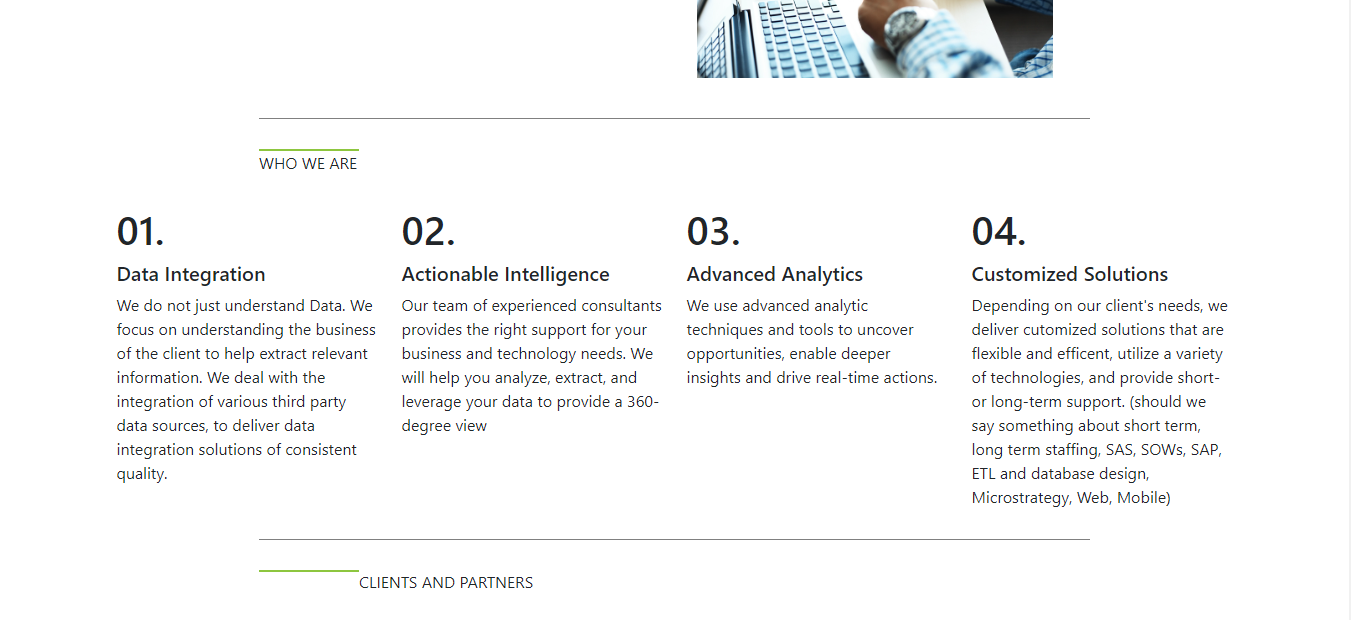 WHO WE ARE
01.
Data Integration
We do not just understand Data. We
focus on understanding the business
of the client to help extract relevant
information. We deal with the
integration of various third party
data sources, to deliver data
integration solutions of consistent
quality.
02.
Actionable Intelligence
Our team of experienced consultants
provides the right support for your
business and technology needs. We
will help you analyze, extract, and
leverage your data to provide a 360-
degree view
03.
Advanced Analytics
We use advanced analytic
techniques and tools to uncover
opportunities, enable deeper
insights and drive real-time actions.
04.
Customized Solutions
Depending on our client's needs, we
deliver cutomized solutions that are
flexible and efficent, utilize a variety
of technologies, and provide short-
or long-term support. (should we
say something about short term,
long term staffing, SAS, SOWs, SAP,
ETL and database design,
Microstrategy, Web, Mobile)
CLIENTS AND PARTNERS